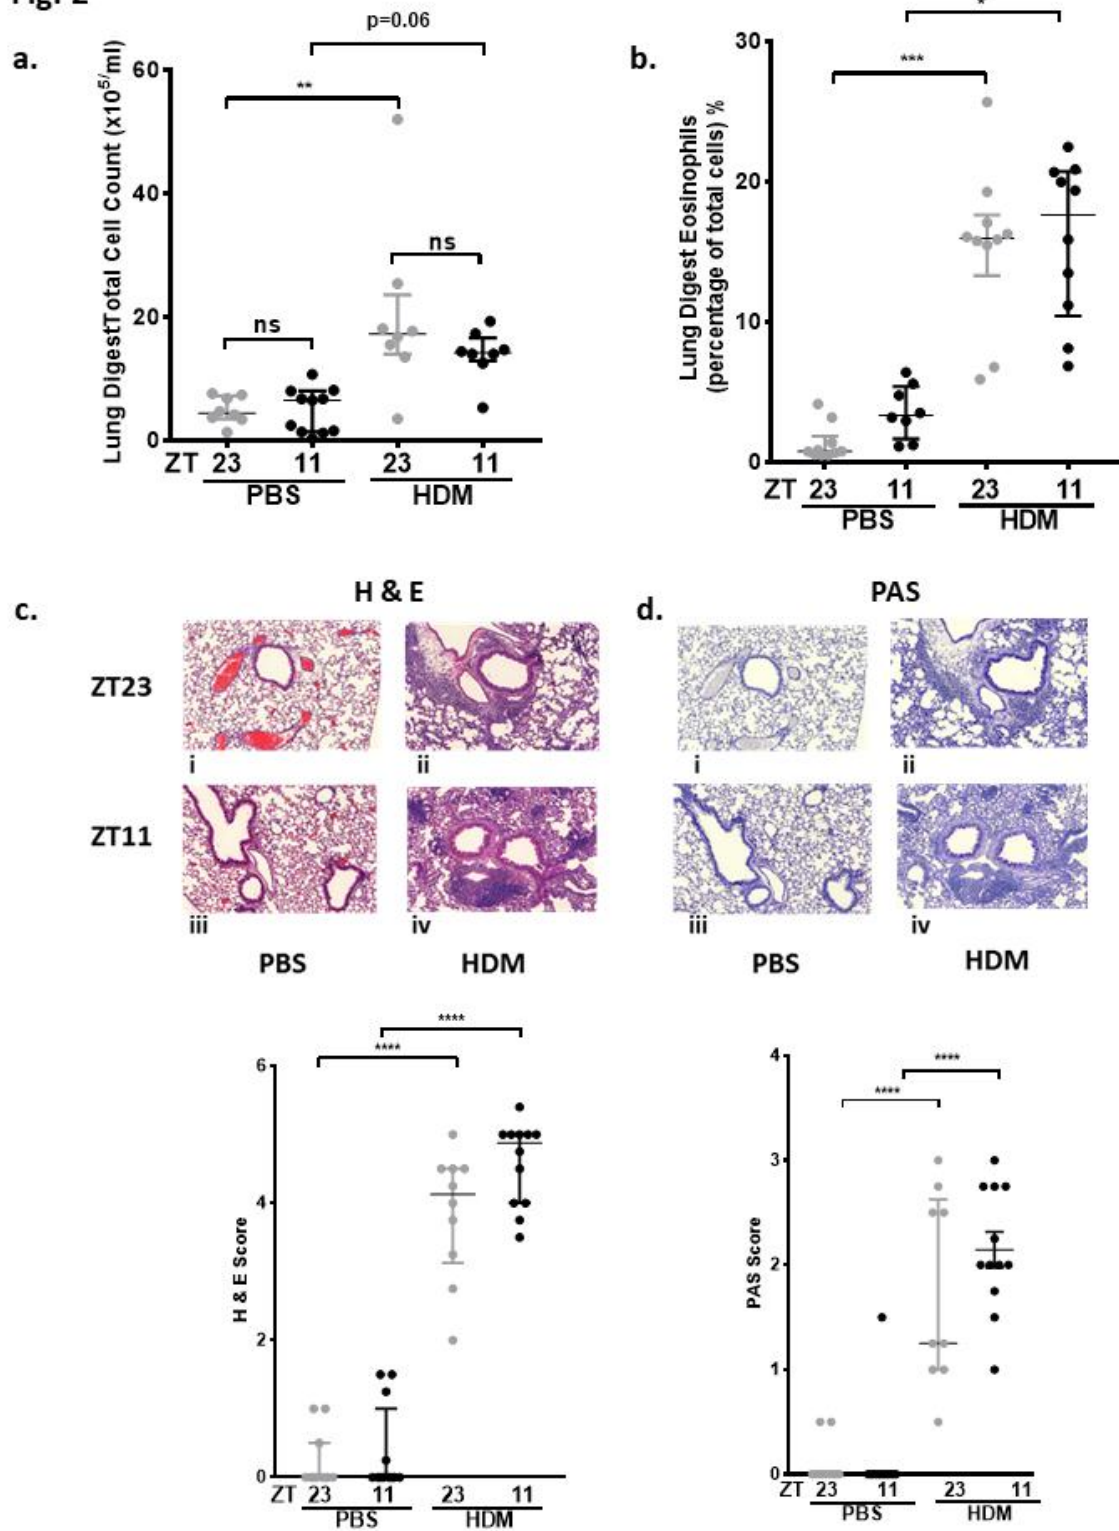 Fig. 2
a.
p=0.06
**
ns
ns
Lung DigestTotal Cell Count (x10⁵/ml)
60
40
20
0
ZT 23 11 23 11
PBS HDM
b.
*
***
Lung Digest Eosinophils
(percentage of total cells) %
30
20
10
0
ZT 23 11 23 11
PBS HDM
c.
H & E
ZT23
i ii
ZT11
iii iv
PBS HDM
****
****
H & E Score
6
4
2
0
ZT 23 11 23 11
PBS HDM
d.
PAS
i ii
iii iv
PBS HDM
****
****
PAS Score
4
3
2
1
0
ZT 23 11 23 11
PBS HDM